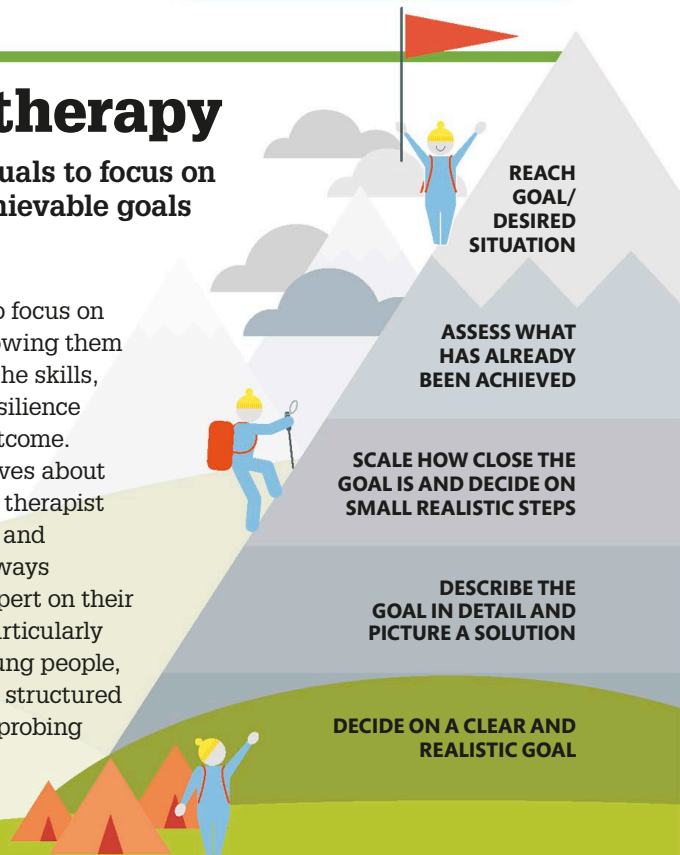 therapy
uals to focus on
hievable goals
o focus on
owing them
he skills,
silience
tcome.
ves about
therapist
and
ways
pert on their
articularly
ung people,
structured
probing
REACH
GOAL/
DESIRED
SITUATION
ASSESS WHAT
HAS ALREADY
BEEN ACHIEVED
SCALE HOW CLOSE THE
GOAL IS AND DECIDE ON
SMALL REALISTIC STEPS
DESCRIBE THE
GOAL IN DETAIL AND
PICTURE A SOLUTION
DECIDE ON A CLEAR AND
REALISTIC GOAL